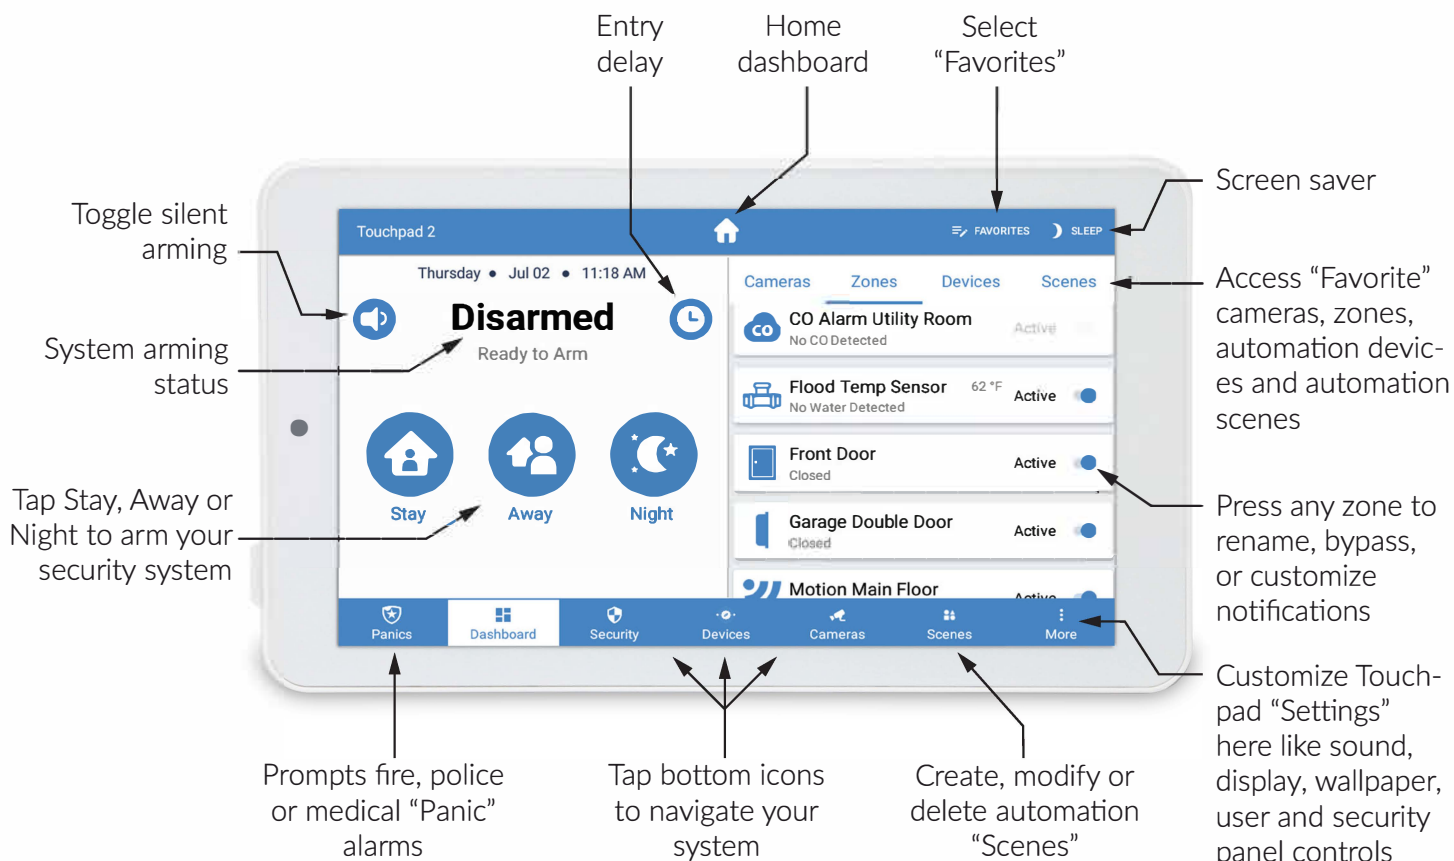 Entry
delay
Home
dashboard
Select
“Favorites”
Toggle silent
arming
System arming
status
Tap Stay, Away or
Night to arm your
security system
Touchpad 2
FAVORITES
SLEEP
Thursday • Jul 02 • 11:18 AM
Disarmed
Ready to Arm
Stay
Away
Night
Cameras Zones Devices Scenes
CO
CO Alarm Utility Room
No CO Detected
Active
Flood Temp Sensor
62 °F
No Water Detected
Active
Front Door
Closed
Active
Garage Double Door
Closed
Active
Motion Main Floor
Active
Panics
Dashboard
Security
Devices
Cameras
Scenes
More
Screen saver
Access “Favorite”
cameras, zones,
automation devic-
es and automation
scenes
Press any zone to
rename, bypass,
or customize
notifications
Customize Touch-
pad “Settings”
here like sound,
display, wallpaper,
user and security
panel controls
Prompts fire, police
or medical “Panic”
alarms
Tap bottom icons
to navigate your
system
Create, modify or
delete automation
“Scenes”